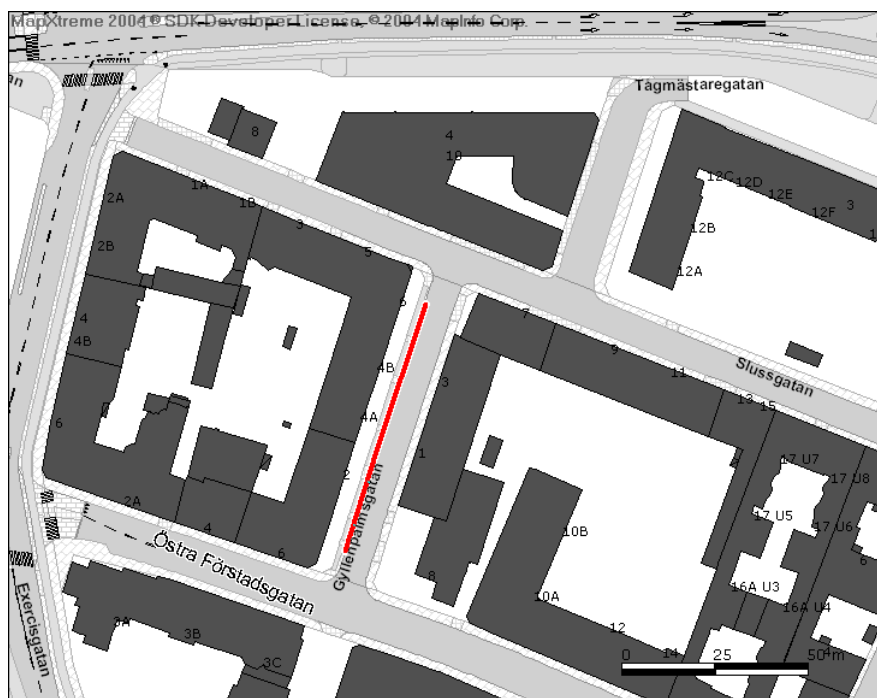 MapXtreme 2004 ® SDK Developer License. © 2004 MapInfo Corp.
Tågmästaregatan
8
4
10
12C
12D
12E
12F
3
1
12B
12A
2A
1A
1B
3
5
2B
6
4
4B
4B
4A
6
2
2A
4
6
7
9
11
13
15
Slussgatan
3
1
8
10B
10A
12
14
17 U7
17 U8
17 U5
17 U6
16A U3
16A U4
6
4
Gyllenpalmsgatan
Östra Förstadsgatan
Exercisgatan
3A
3B
3C
0 25 50 m